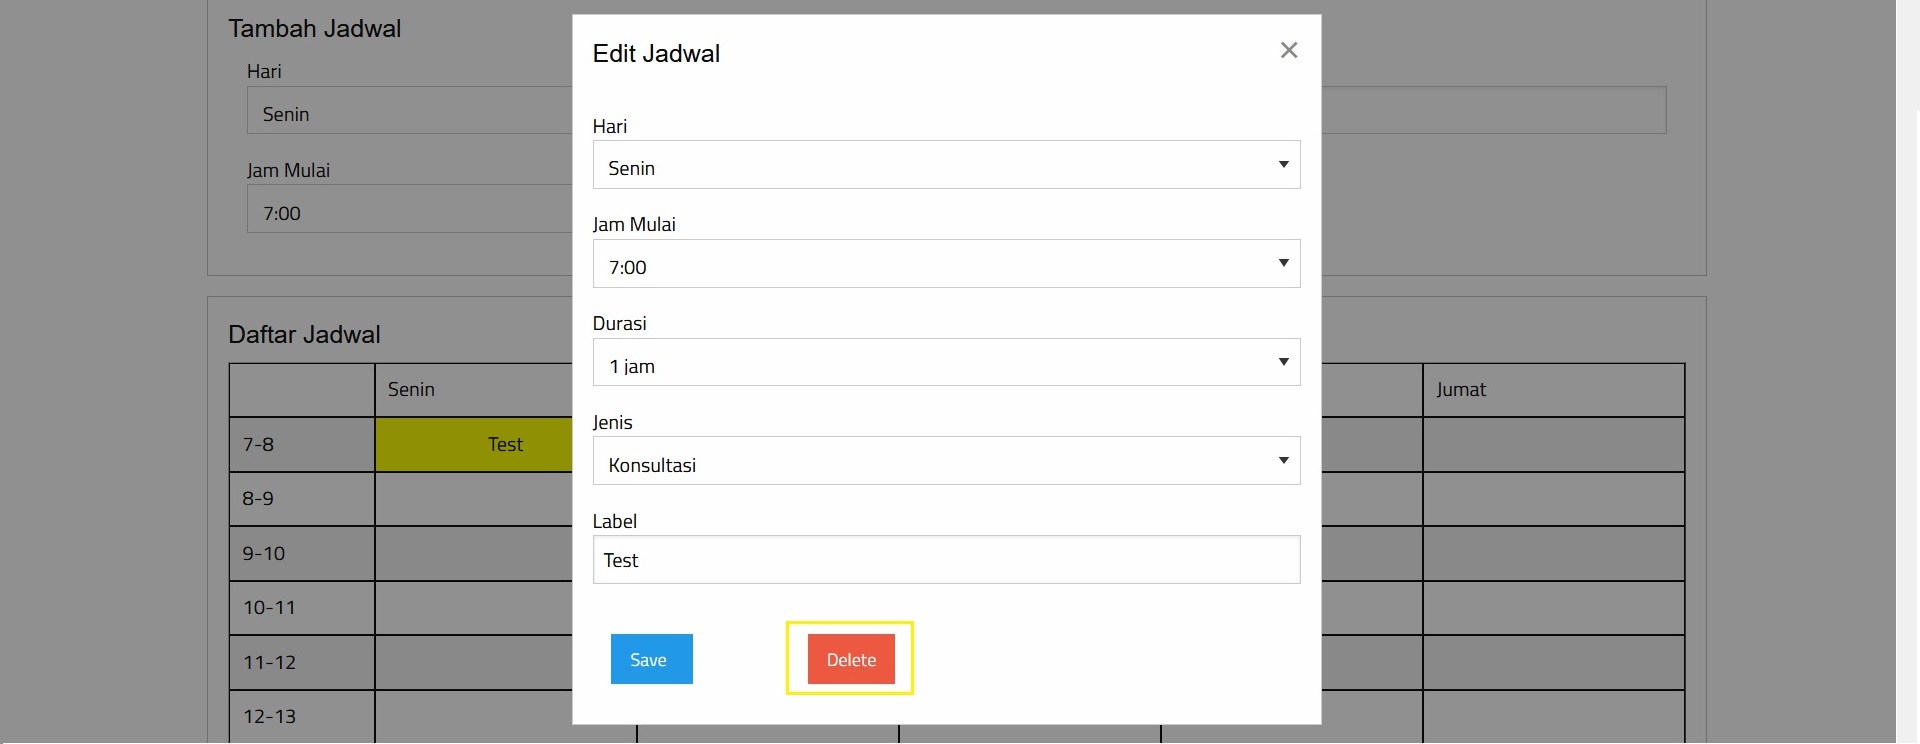 Tambah Jadwal
Hari
Senin
Jam Mulai
7:00
Edit Jadwal
Hari
Senin
Jam Mulai
7:00
Durasi
1 jam
Jenis
Konsultasi
Label
Test
Save Delete
Daftar Jadwal
Senin Jumat
7-8 Test
8-9
9-10
10-11
11-12
12-13